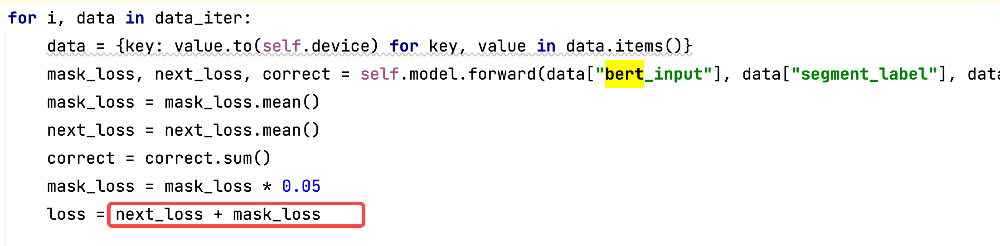 for i, data in data_iter:
data = {key: value.to(self.device) for key, value in data.items()}
mask_loss, next_loss, correct = self.model.forward(data["bert_input"], data["segment_label"], data
mask_loss = mask_loss.mean()
next_loss = next_loss.mean()
correct = correct.sum()
mask_loss = mask_loss * 0.05
loss = next_loss + mask_loss